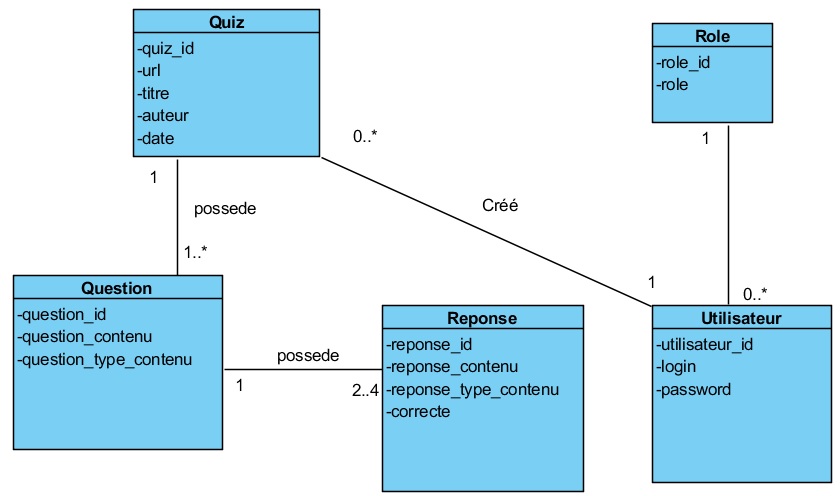 Quiz
-quiz_id
-url
-titre
-auteur
-date
Role
-role_id
-role
0..*
1
1
possede
Créé
1..*
1
0..*
Question
-question_id
-question_contenu
-question_type_contenu
possede
1
2..4
Reponse
-reponse_id
-reponse_contenu
-reponse_type_contenu
-correcte
Utilisateur
-utilisateur_id
-login
-password